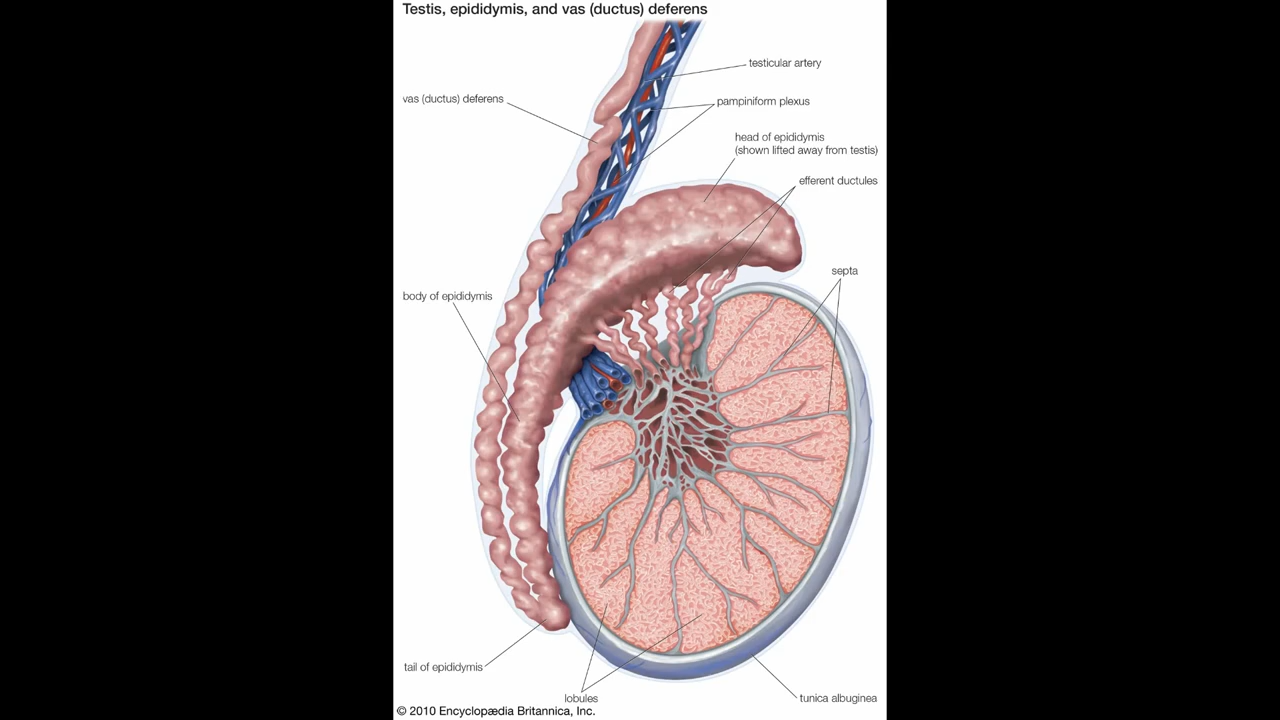 Testis, epididymis, and vas (ductus) deferens
testicular artery
vas (ductus) deferens
pampiniform plexus
head of epididymis
(shown lifted away from testis)
efferent ductules
septa
body of epididymis
tail of epididymis
lobules
tunica albuginea
© 2010 Encyclopædia Britannica, Inc.